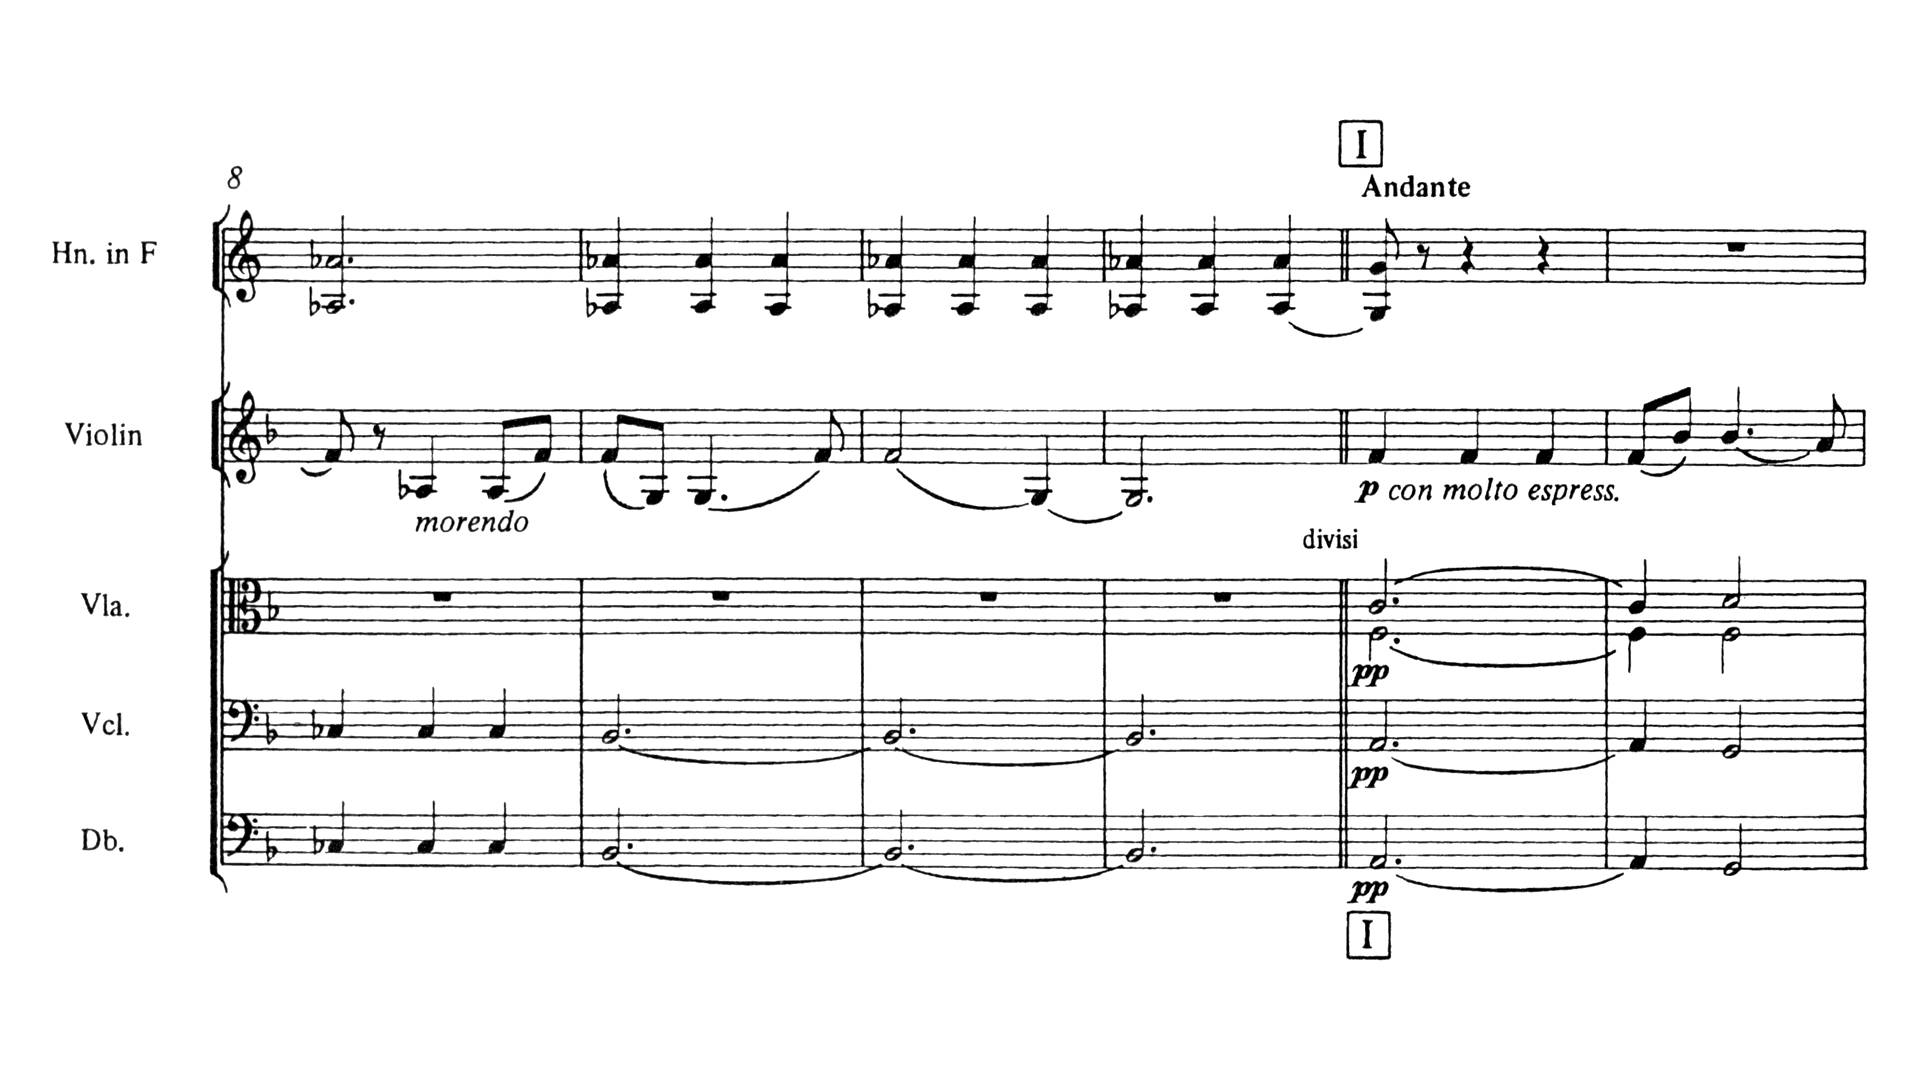 I
8
Andante
Hn. in F
Violin
p con molto espress.
morendo
divisi
Vla.
pp
Vcl.
pp
Db.
pp
I